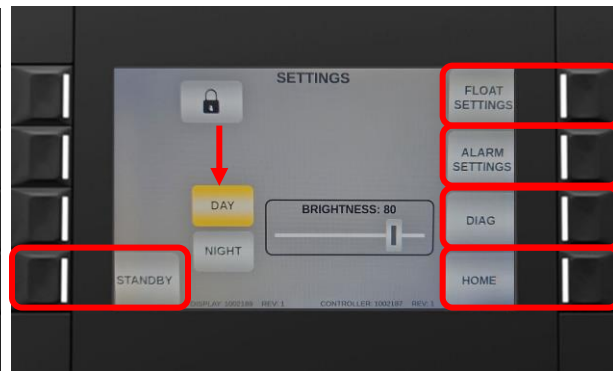 SETTINGS
FLOAT
SETTINGS
ALARM
SETTINGS
DAY
BRIGHTNESS: 80
DIAG
NIGHT
STANDBY
HOME
DISPLAY: 1002188 REV: 1
CONTROLLER: 1002187 REV: 1